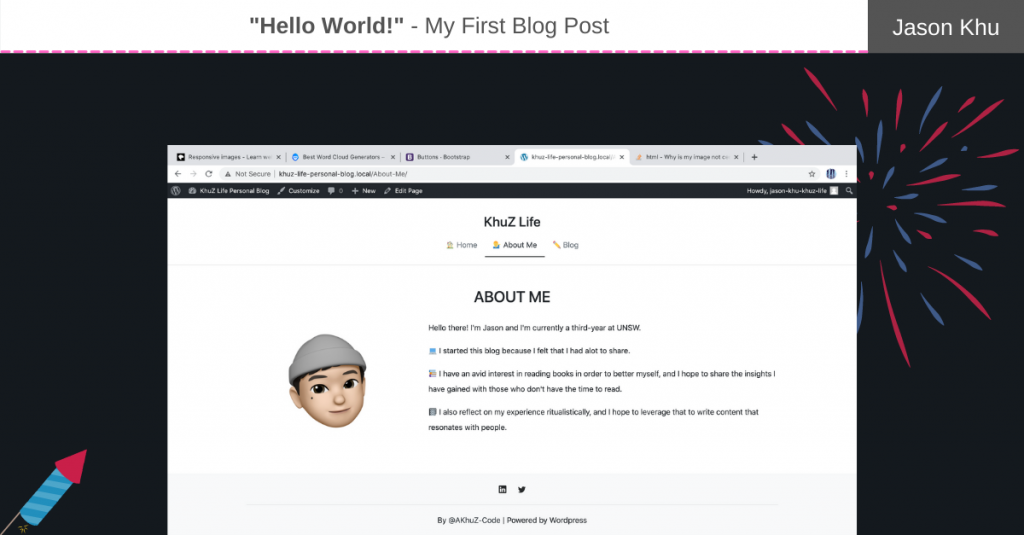 "Hello World!" - My First Blog Post
Jason Khu
Responsive images – Learn we
Best Word Cloud Generators –
Buttons · Bootstrap
khuz-life-personal-blog.local/
html - Why is my image not ce
Not Secure | khuz-life-personal-blog.local/About-Me/
KhuZ Life Personal Blog
Customize
0
New
Edit Page
Howdy, jason-khu-khuz-life
KhuZ Life
Home
About Me
Blog
ABOUT ME
Hello there! I'm Jason and I'm currently a third-year at UNSW.
I started this blog because I felt that I had alot to share.
I have an avid interest in reading books in order to better myself, and I hope to share the insights I
have gained with those who don't have the time to read.
I also reflect on my experience ritualistically, and I hope to leverage that to write content that
resonates with people.
By @AKhuZ-Code | Powered by Wordpress